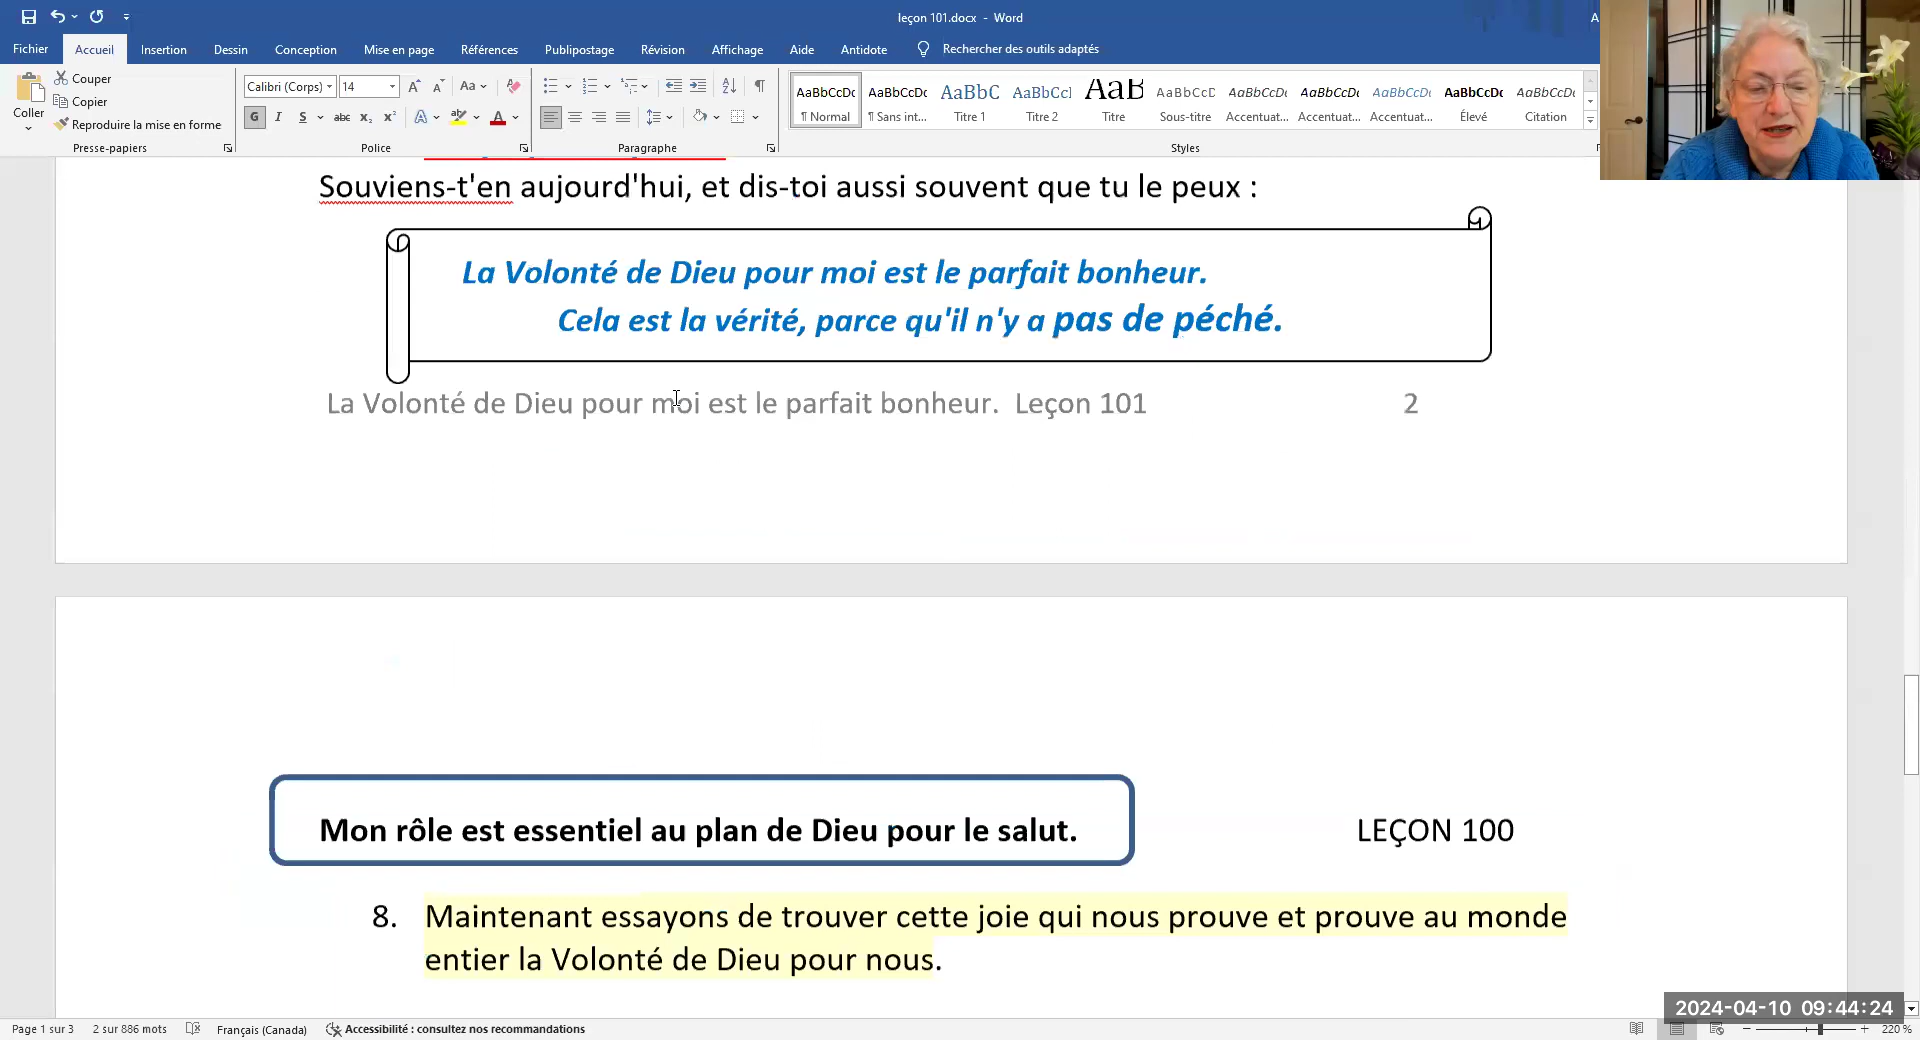 leçon 101.docx - Word
A
Fichier Accueil Insertion Dessin Conception Mise en page Références Publipostage Révision Affichage Aide Antidote Rechercher des outils adaptés
Coller
Couper
Copier
Reproduire la mise en forme
Presse-papiers
Calibri (Corps) 14
G I S abc x₂ x² A A
Police
Paragraphe
AaBbCcDc AaBbCcDc AaBbC AaBbCcI AaB AaBbCcD AaBbCcDc AaBbCcDc AaBbCcDc AaBbCcDc AaBbCcDc
¶ Normal ¶ Sans int... Titre 1 Titre 2 Titre Sous-titre Accentuat... Accentuat... Accentuat... Élevé Citation
Styles
Souviens-t'en aujourd'hui, et dis-toi aussi souvent que tu le peux :
La Volonté de Dieu pour moi est le parfait bonheur.
Cela est la vérité, parce qu'il n'y a pas de péché.
La Volonté de Dieu pour moi est le parfait bonheur. Leçon 101 2
Mon rôle est essentiel au plan de Dieu pour le salut. LEÇON 100
8. Maintenant essayons de trouver cette joie qui nous prouve et prouve au monde
entier la Volonté de Dieu pour nous.
2024-04-10 09:44:24
Page 1 sur 3 2 sur 886 mots Français (Canada) Accessibilité : consultez nos recommandations 220 %